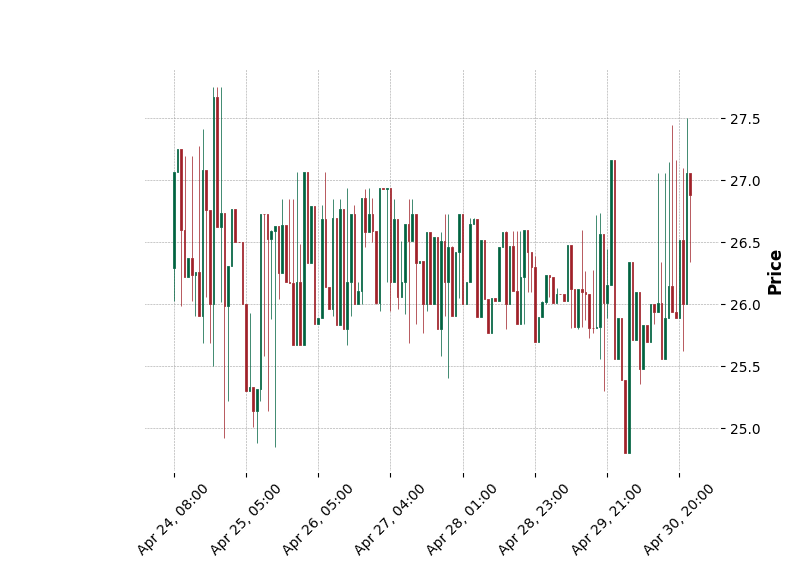 27.5
27.0
26.5
26.0
25.5
25.0
Price
Apr 24, 08:00
Apr 25, 05:00
Apr 26, 05:00
Apr 27, 04:00
Apr 28, 01:00
Apr 28, 23:00
Apr 29, 21:00
Apr 30, 20:00